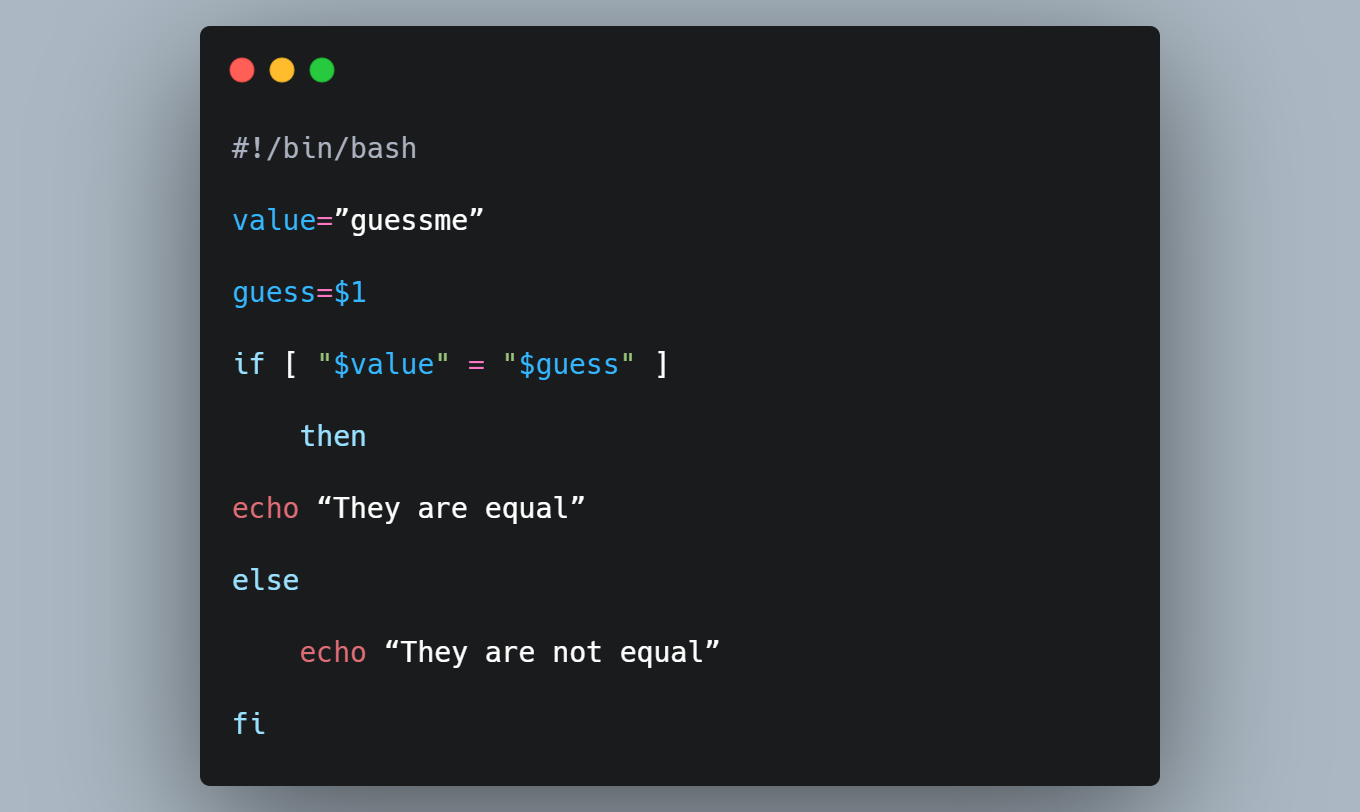 #!/bin/bash
value=”guessme”
guess=$1
if [ "$value" = "$guess" ]
    then
echo “They are equal”
else
    echo “They are not equal”
fi